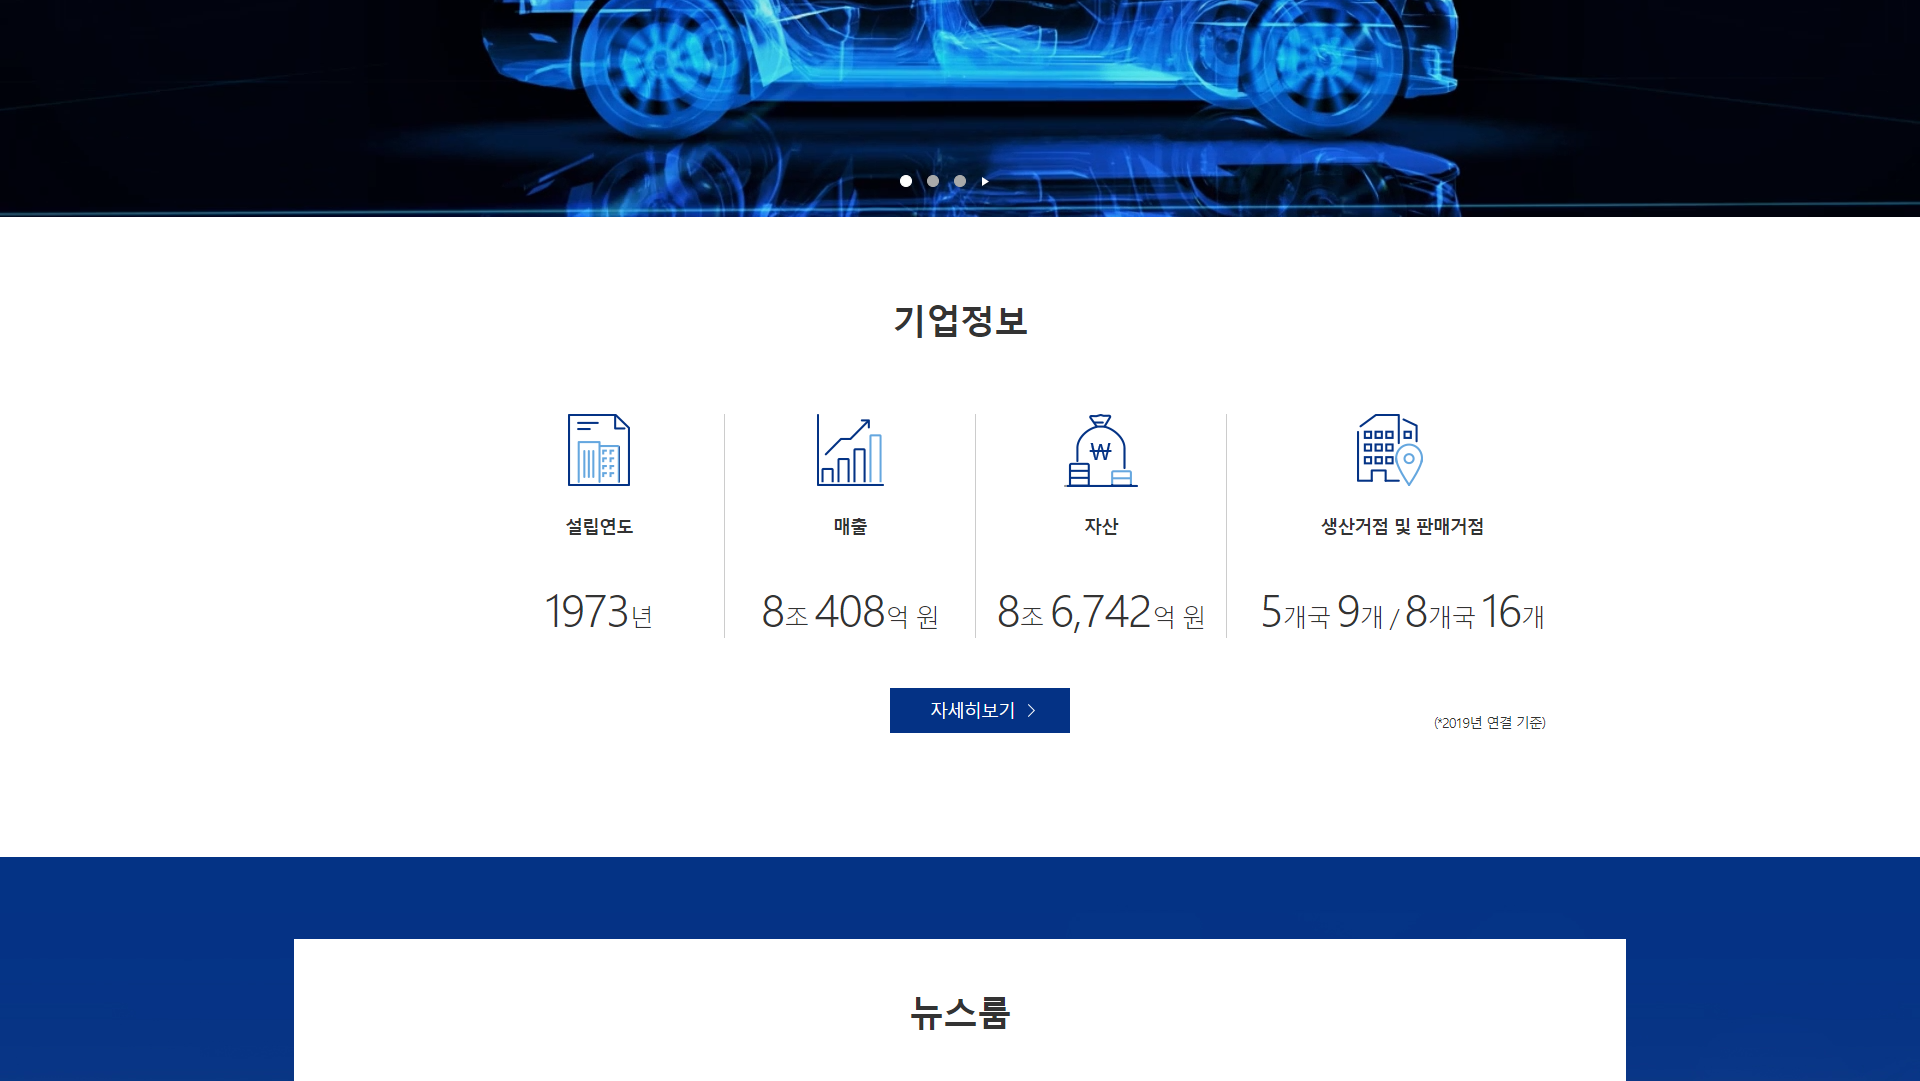 기업정보
설립연도
1973년
매출
8조 408억 원
₩
자산
8조 6,742억 원
생산거점 및 판매거점
5개국 9개 / 8개국 16개
자세히보기
(*2019년 연결 기준)
뉴스룸